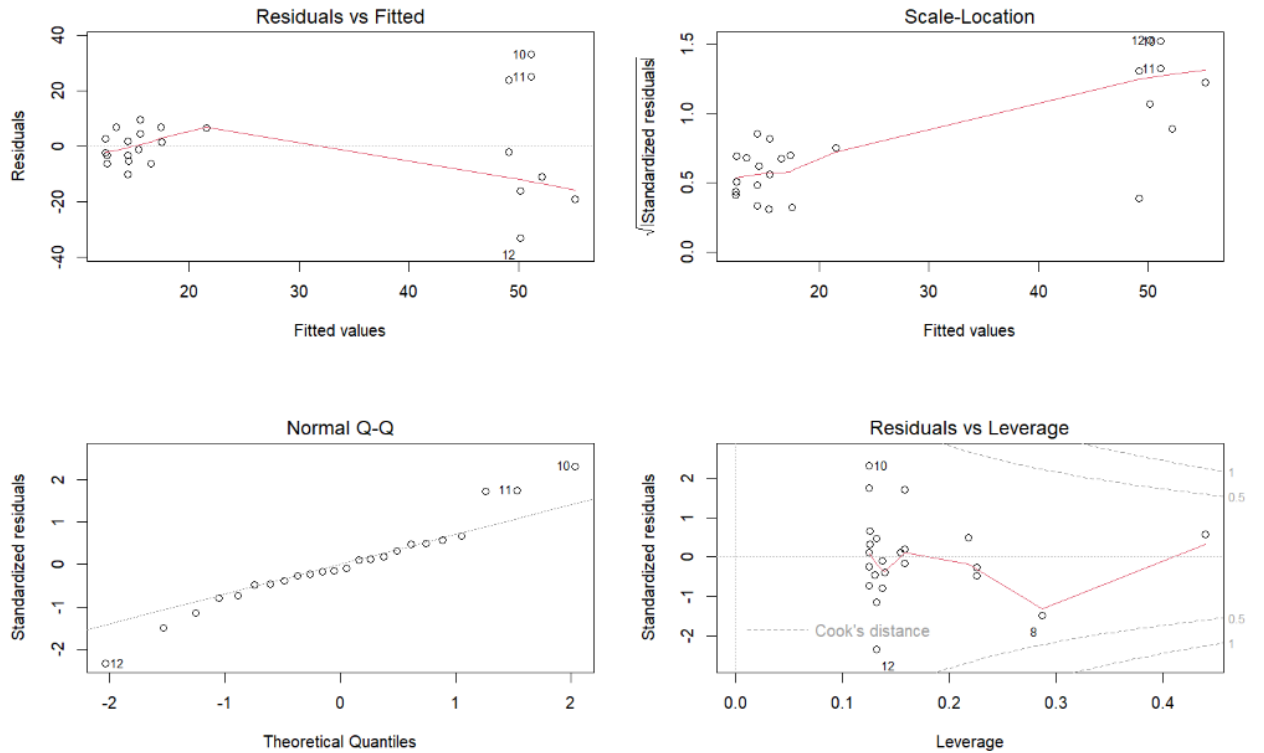 Residuals vs Fitted
Residuals
40
20
0
-20
-40
10
11
12
20 30 40 50
Fitted values
Scale-Location
√|Standardized residuals|
1.5
1.0
0.5
0.0
12
10
11
20 30 40 50
Fitted values
Normal Q-Q
Standardized residuals
2
1
0
-1
-2
10
11
12
-2 -1 0 1 2
Theoretical Quantiles
Residuals vs Leverage
Standardized residuals
2
1
0
-1
-2
10
8
12
Cook's distance
1
0.5
0.5
1
0.0 0.1 0.2 0.3 0.4
Leverage